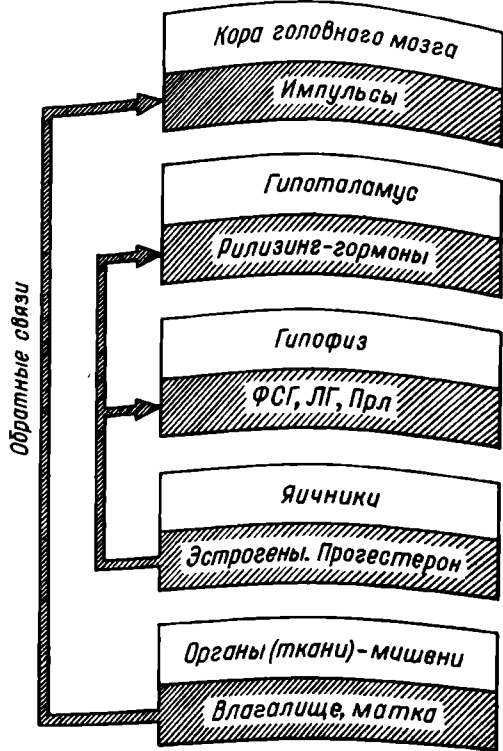 Кора головного мозга
Импульсы
Гипоталамус
Рилизинг-гормоны
Гипофиз
ФСГ, ЛГ, Прл
Яичники
Эстрогены. Прогестерон
Органы (ткани)-мишени
Влагалище, матка
Обратные связи